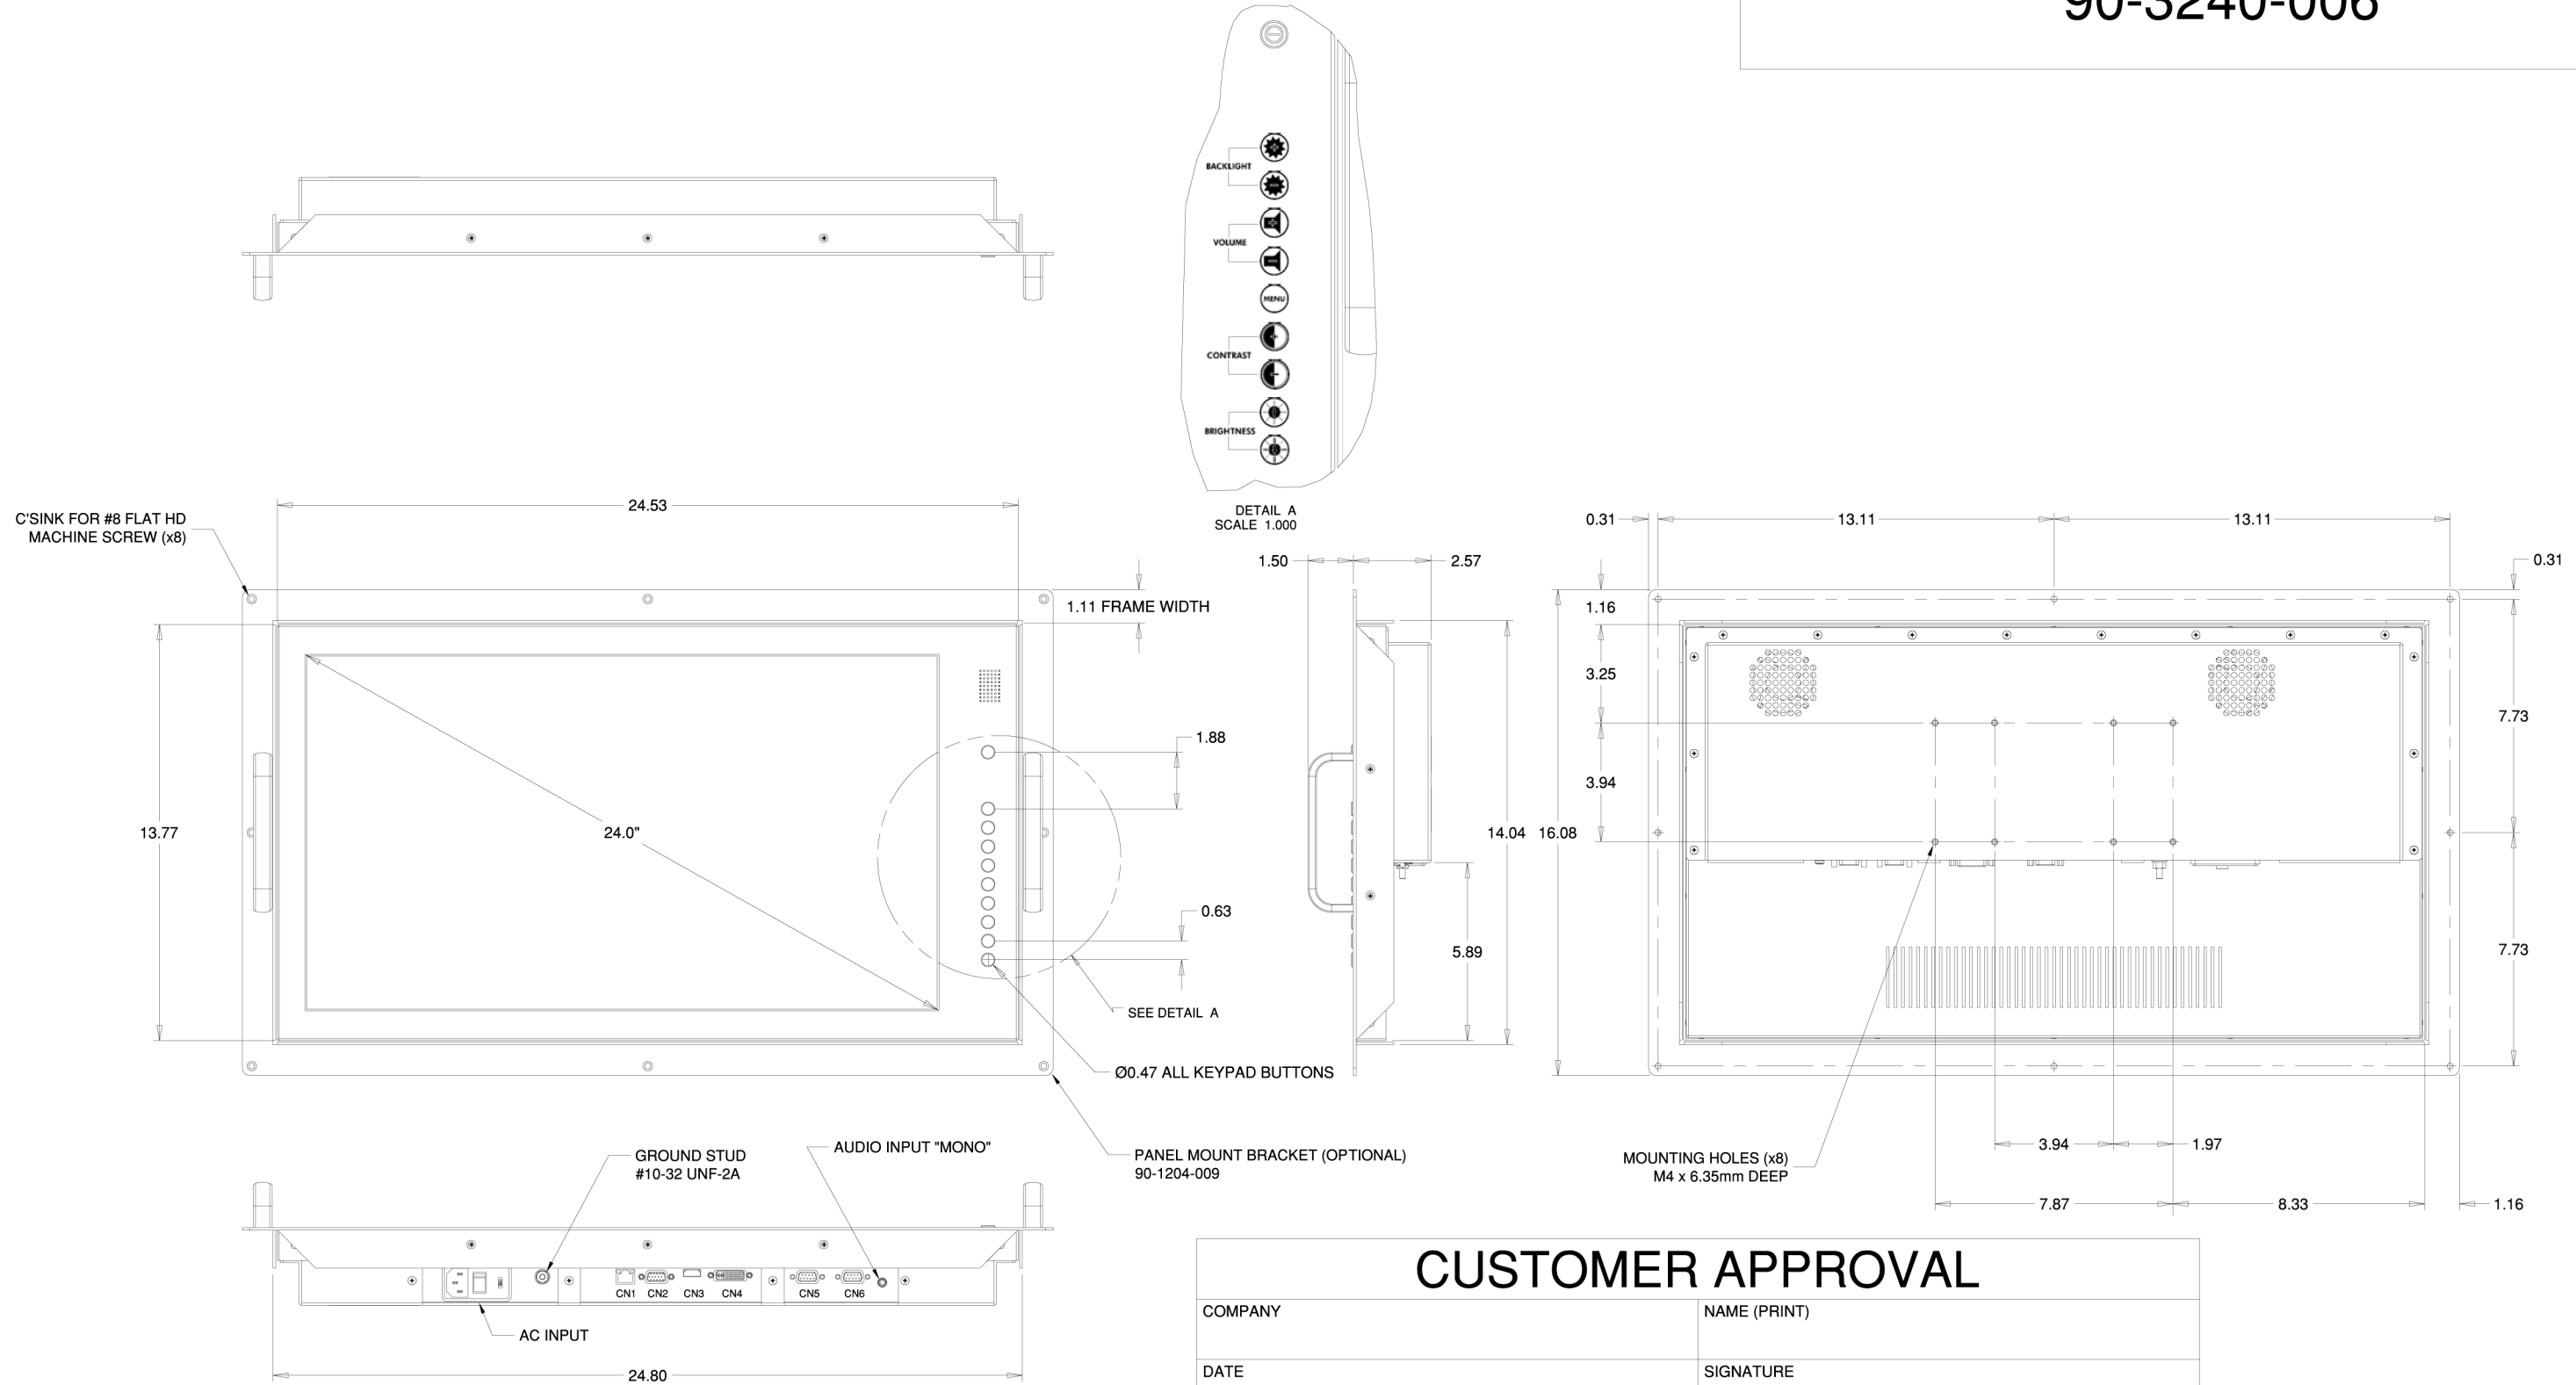 90-3240-006
BACKLIGHT
VOLUME
MENU
CONTRAST
BRIGHTNESS
DETAIL A
SCALE 1.000
C'SINK FOR #8 FLAT HD
MACHINE SCREW (x8)
24.53
1.11 FRAME WIDTH
13.77
24.0"
1.88
0.63
SEE DETAIL A
Ø0.47 ALL KEYPAD BUTTONS
PANEL MOUNT BRACKET (OPTIONAL)
90-1204-009
1.50
2.57
14.04
5.89
16.08
0.31
13.11
13.11
0.31
1.16
3.25
3.94
7.73
7.73
3.94
1.97
MOUNTING HOLES (x8)
M4 x 6.35mm DEEP
7.87
8.33
1.16
GROUND STUD
#10-32 UNF-2A
AUDIO INPUT "MONO"
CN1 CN2 CN3 CN4 CN5 CN6
AC INPUT
24.80
CUSTOMER APPROVAL
COMPANY
NAME (PRINT)
DATE
SIGNATURE